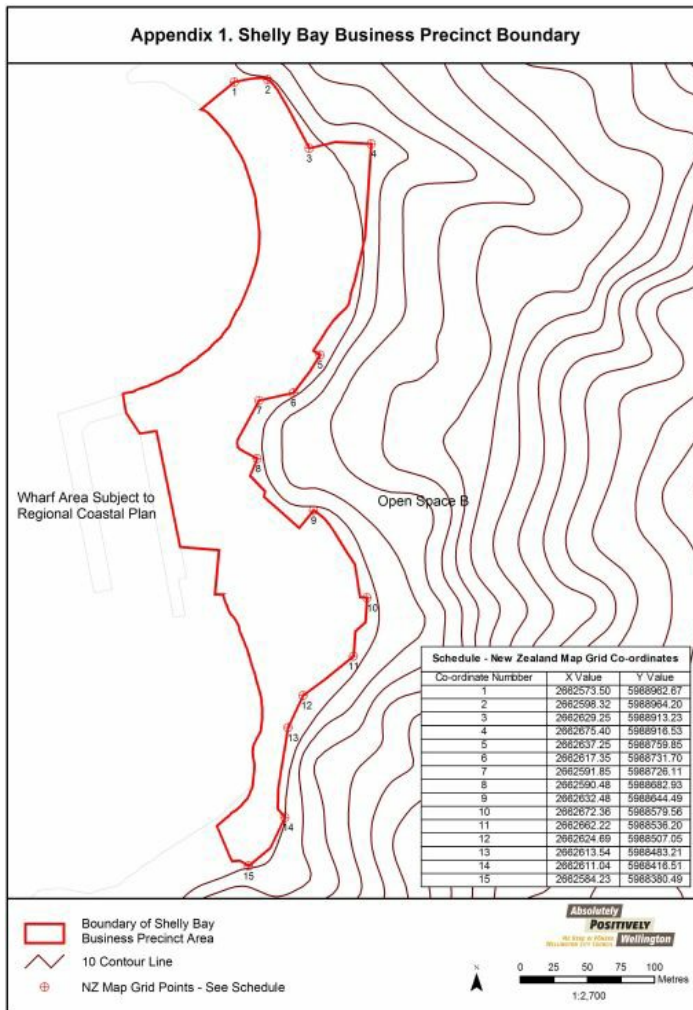 Appendix 1. Shelly Bay Business Precinct Boundary
1
2
3
4
5
6
7
8
Wharf Area Subject to
Regional Coastal Plan
Open Space B
9
10
11
12
13
14
15
Schedule - New Zealand Map Grid Co-ordinates
Co-ordinate Numbber X Value Y Value
1 2662573.50 5988962.67
2 2662598.32 5988964.20
3 2662629.25 5988913.23
4 2662675.40 5988916.53
5 2662637.25 5988759.85
6 2662617.35 5988731.70
7 2662591.85 5988726.11
8 2662590.48 5988682.93
9 2662632.48 5988644.49
10 2662672.36 5988579.56
11 2662662.22 5988536.20
12 2662624.69 5988507.05
13 2662613.54 5988483.21
14 2662611.04 5988416.51
15 2662584.23 5988380.49
Boundary of Shelly Bay
Business Precinct Area
10 Contour Line
NZ Map Grid Points - See Schedule
Absolutely
POSITIVELY
Wellington
WELLINGTON CITY COUNCIL
N
0 25 50 75 100
Metres
1:2,700